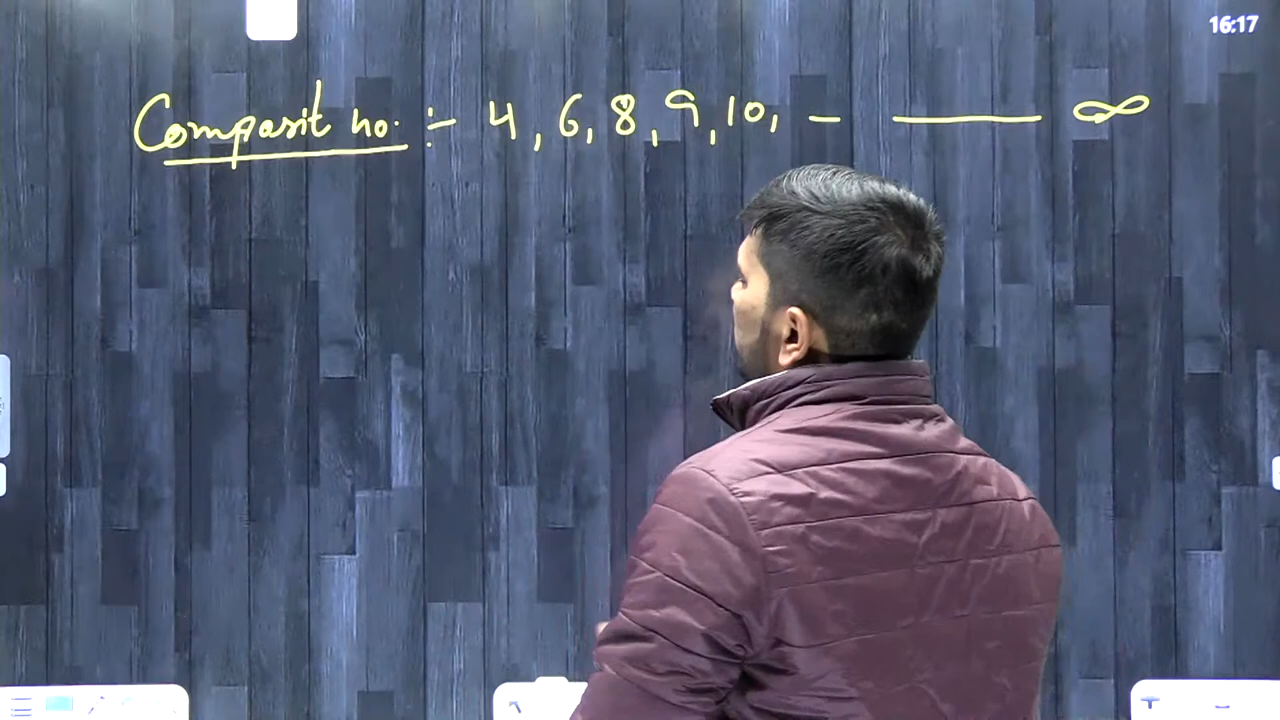 16:17
Composit no. :- 4, 6, 8, 9, 10, - — ∞